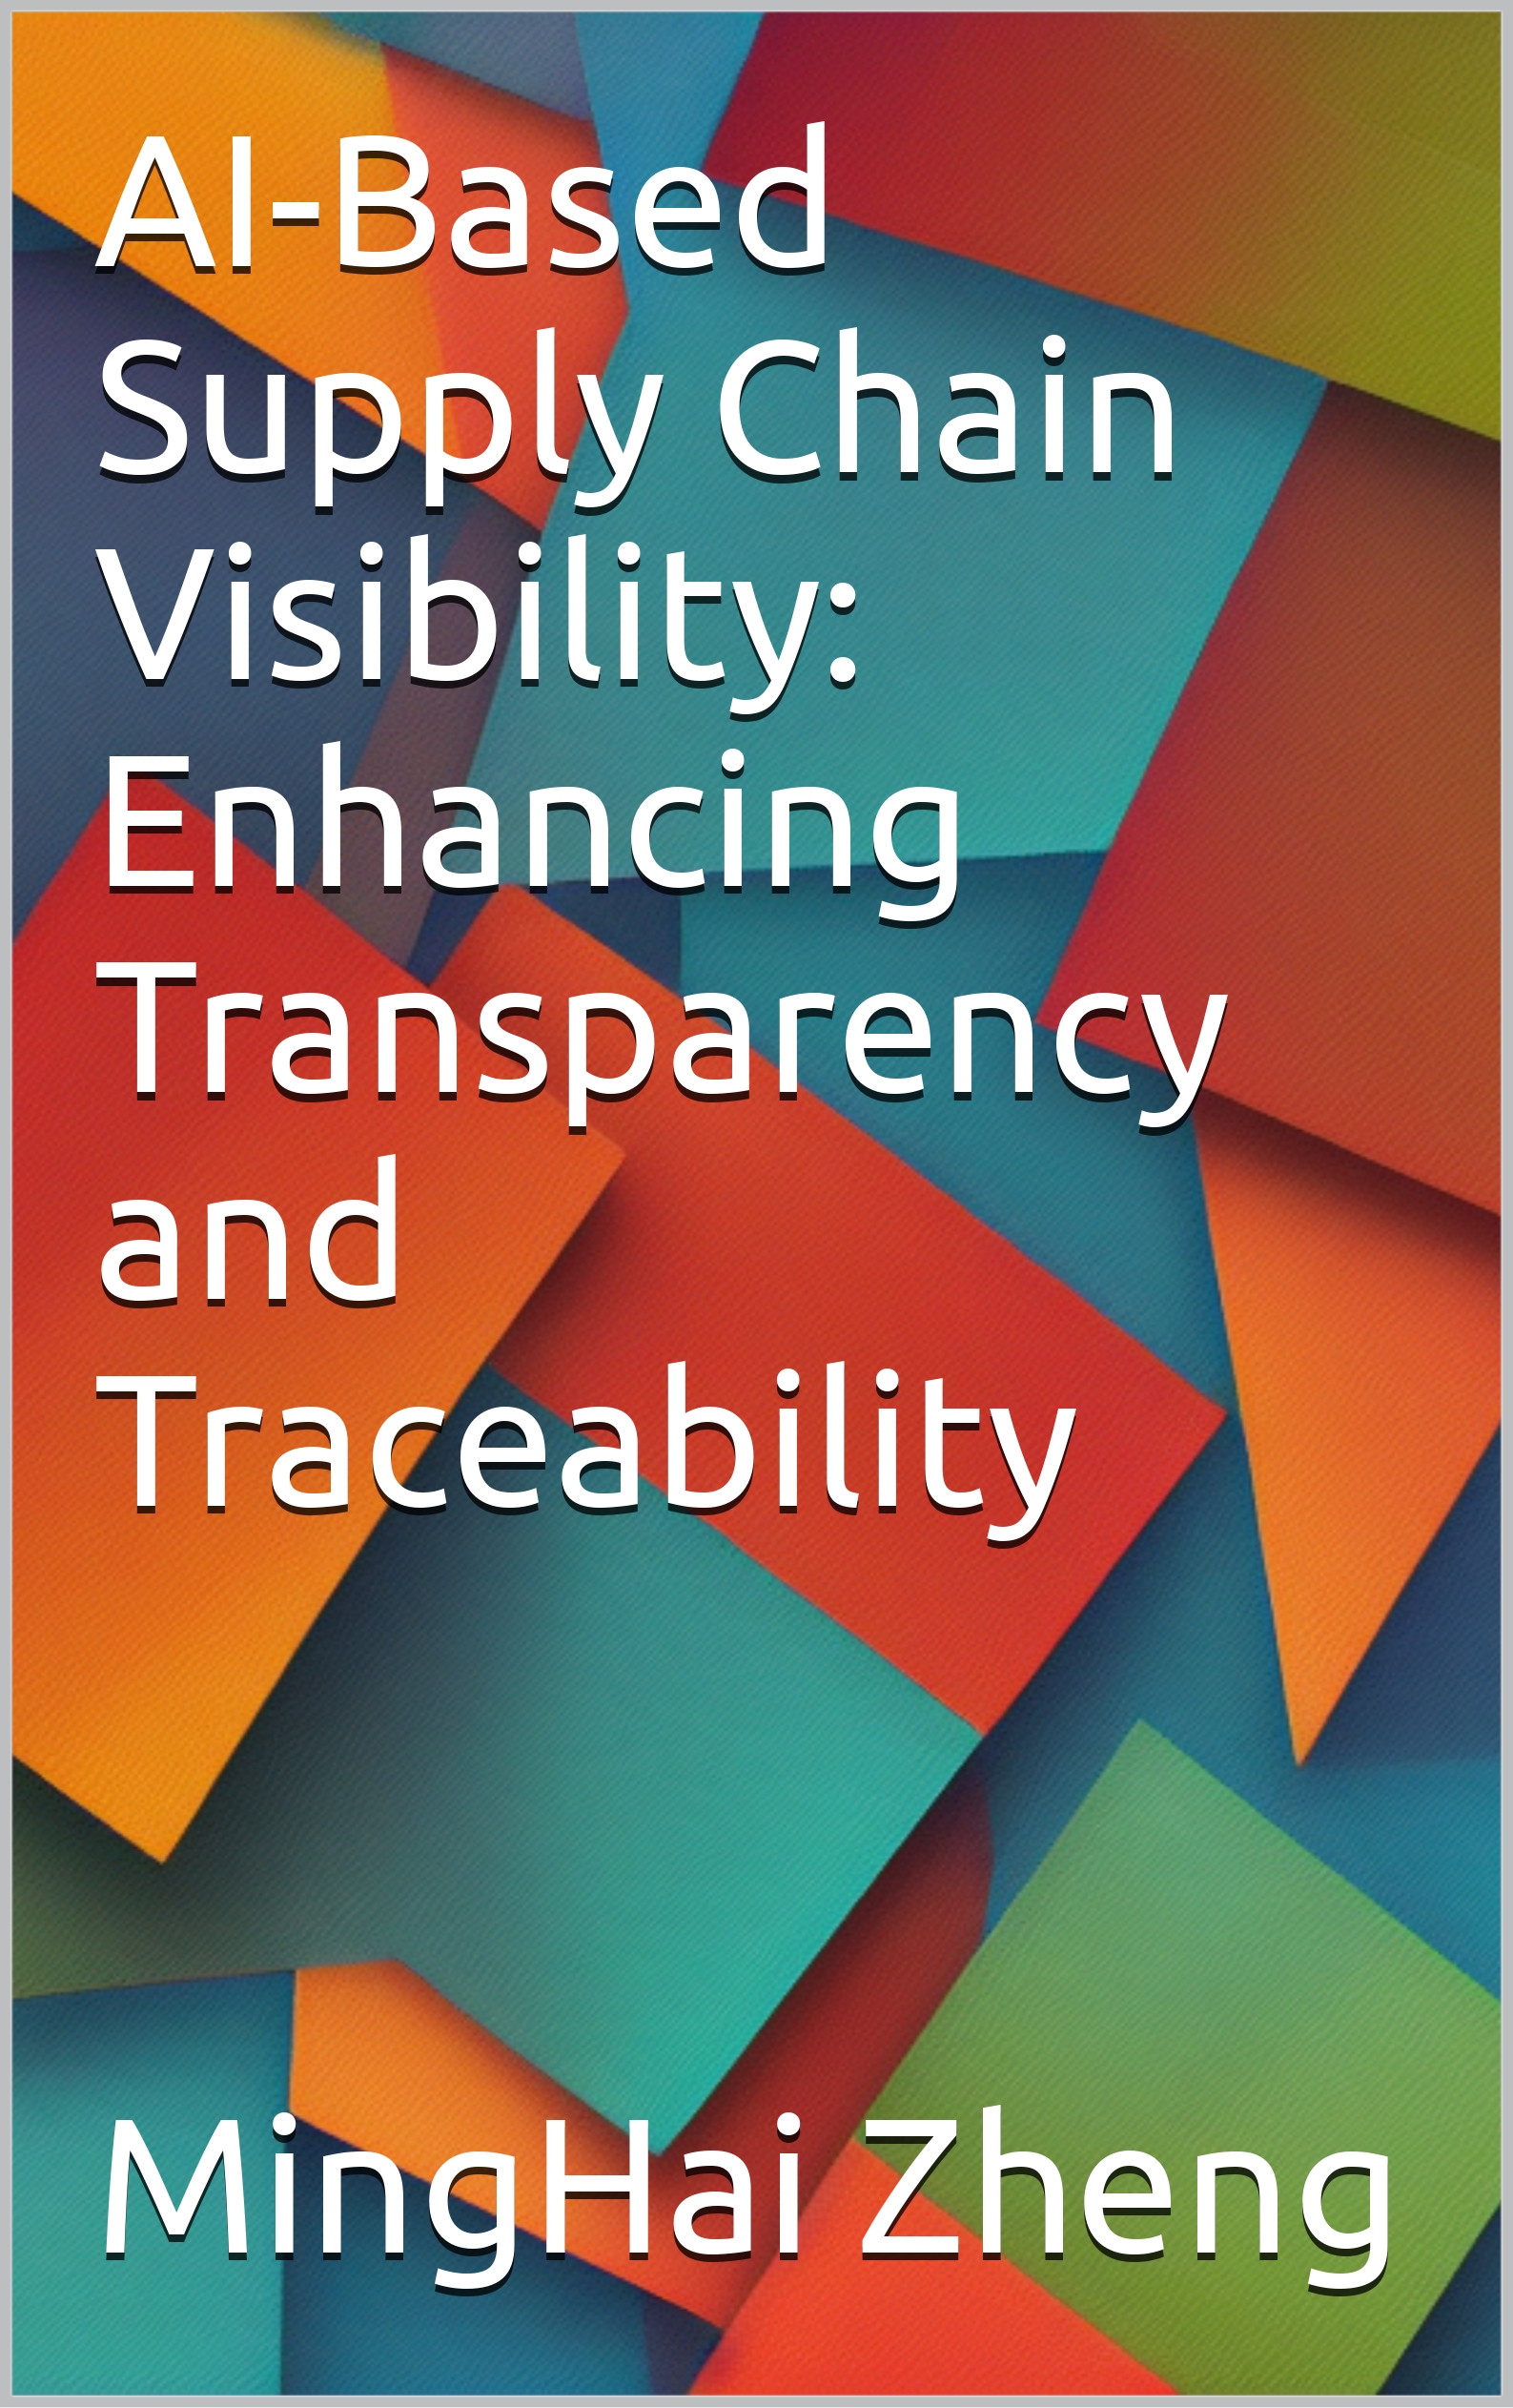 AI-Based
Supply Chain
Visibility:
Enhancing
Transparency
and
Traceability
MingHai Zheng